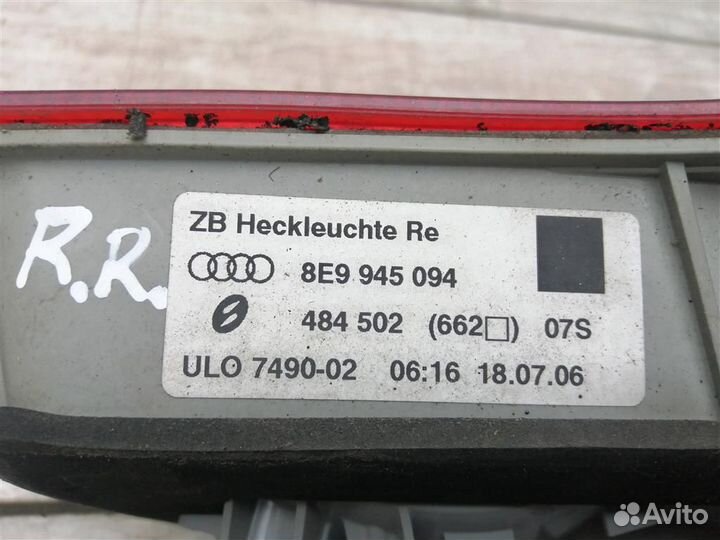 R.R.
ZB Heckleuchte Re
8E9 945 094
484 502 (662□) 07S
ULO 7490-02 06:16 18.07.06
Avito